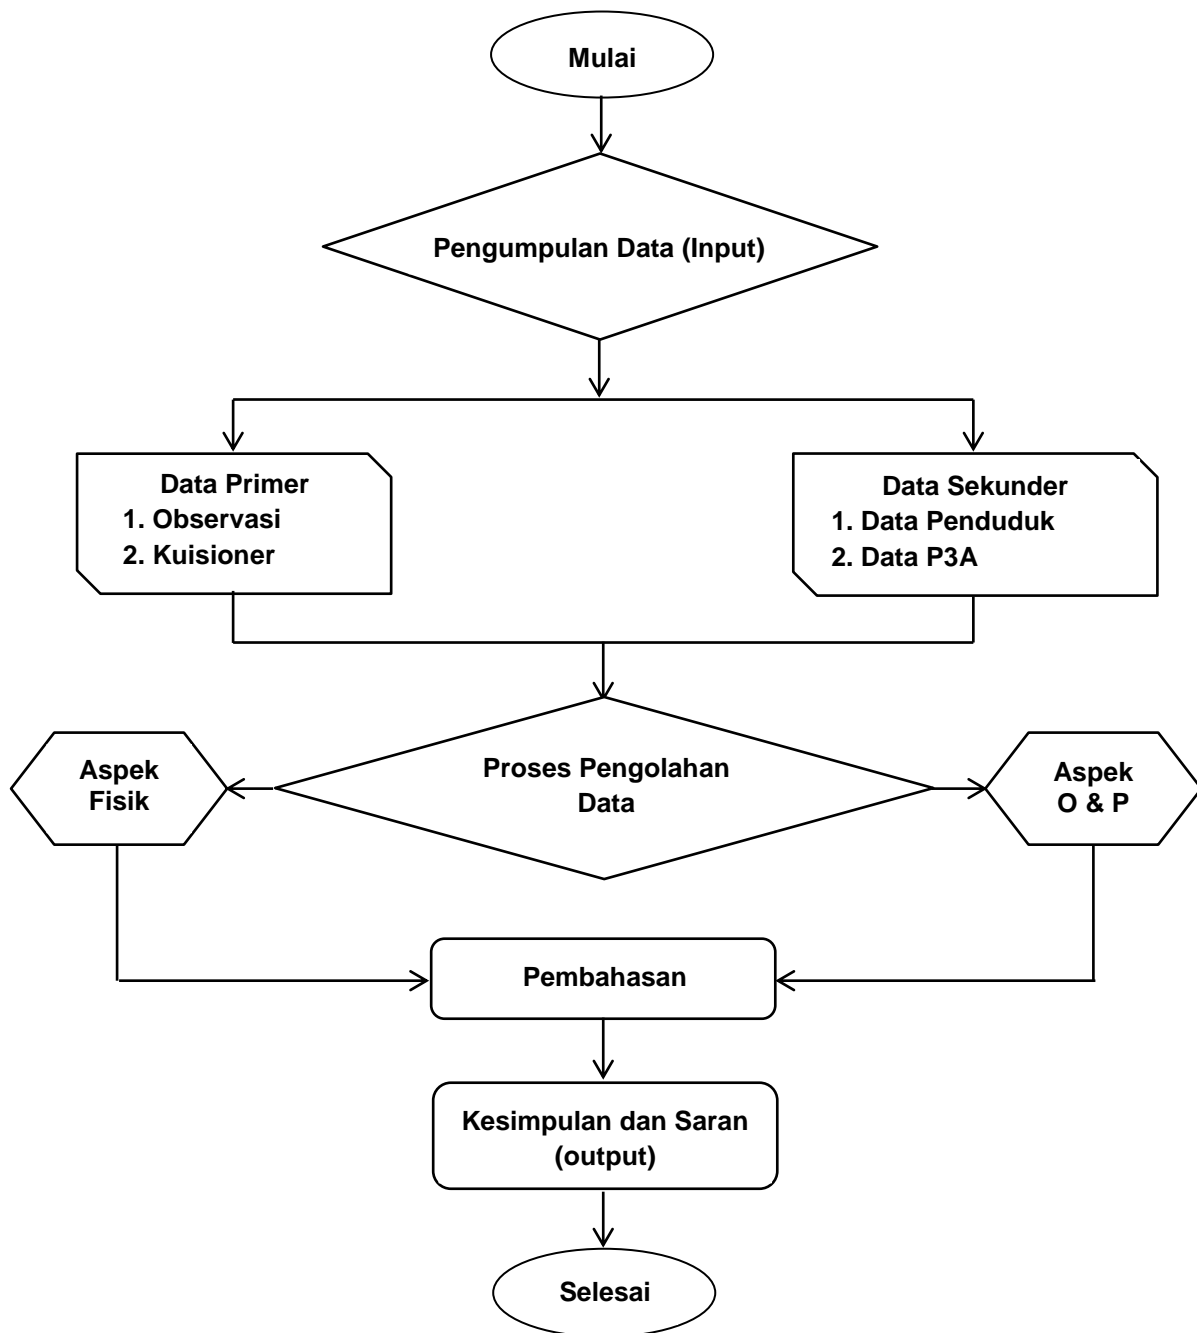 Mulai
Pengumpulan Data (Input)
Data Primer
1. Observasi
2. Kuisioner
Data Sekunder
1. Data Penduduk
2. Data P3A
Aspek
Fisik
Proses Pengolahan
Data
Aspek
O & P
Pembahasan
Kesimpulan dan Saran
(output)
Selesai